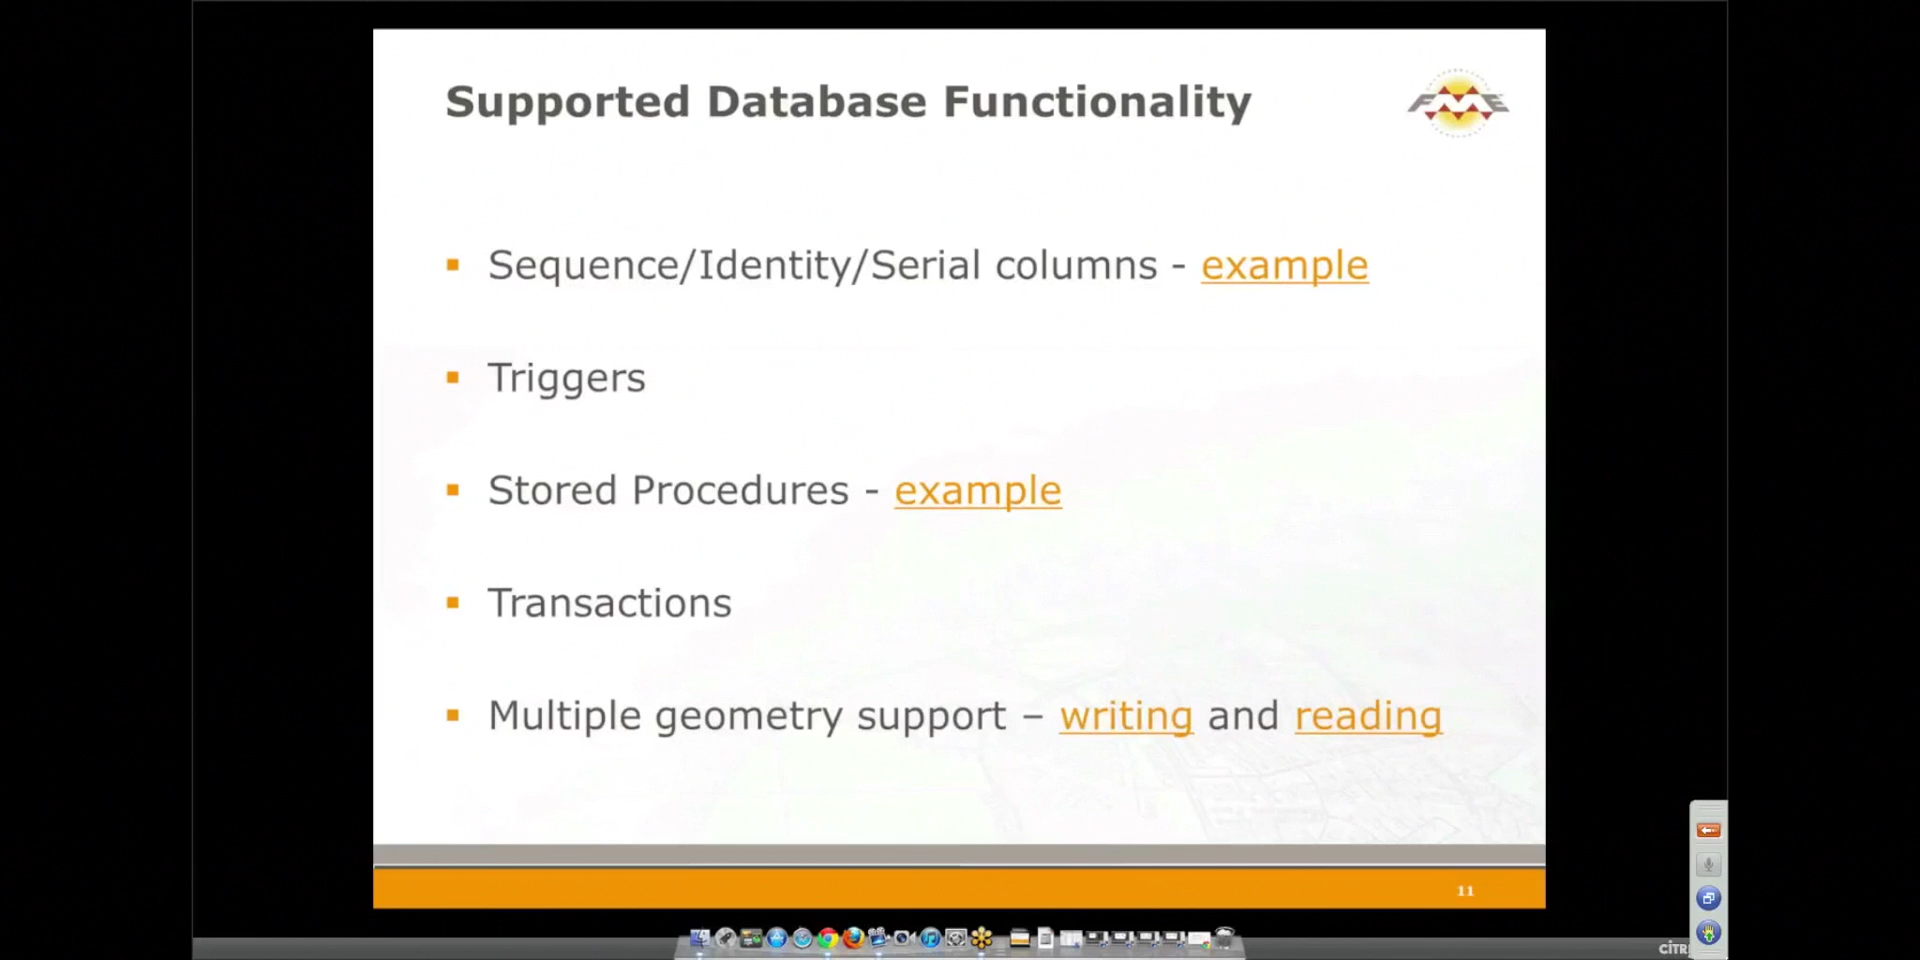 Supported Database Functionality
FME
Sequence/Identity/Serial columns - example
Triggers
Stored Procedures - example
Transactions
Multiple geometry support – writing and reading
11